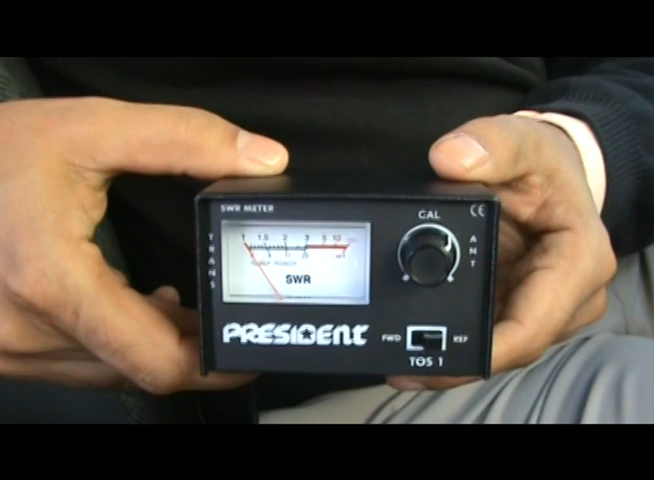 SWR METER
CAL
CE
TRANS
ANT
1 1,5 2 3 5 10
SWR
PRESIDENT
FWD REF
TOS 1